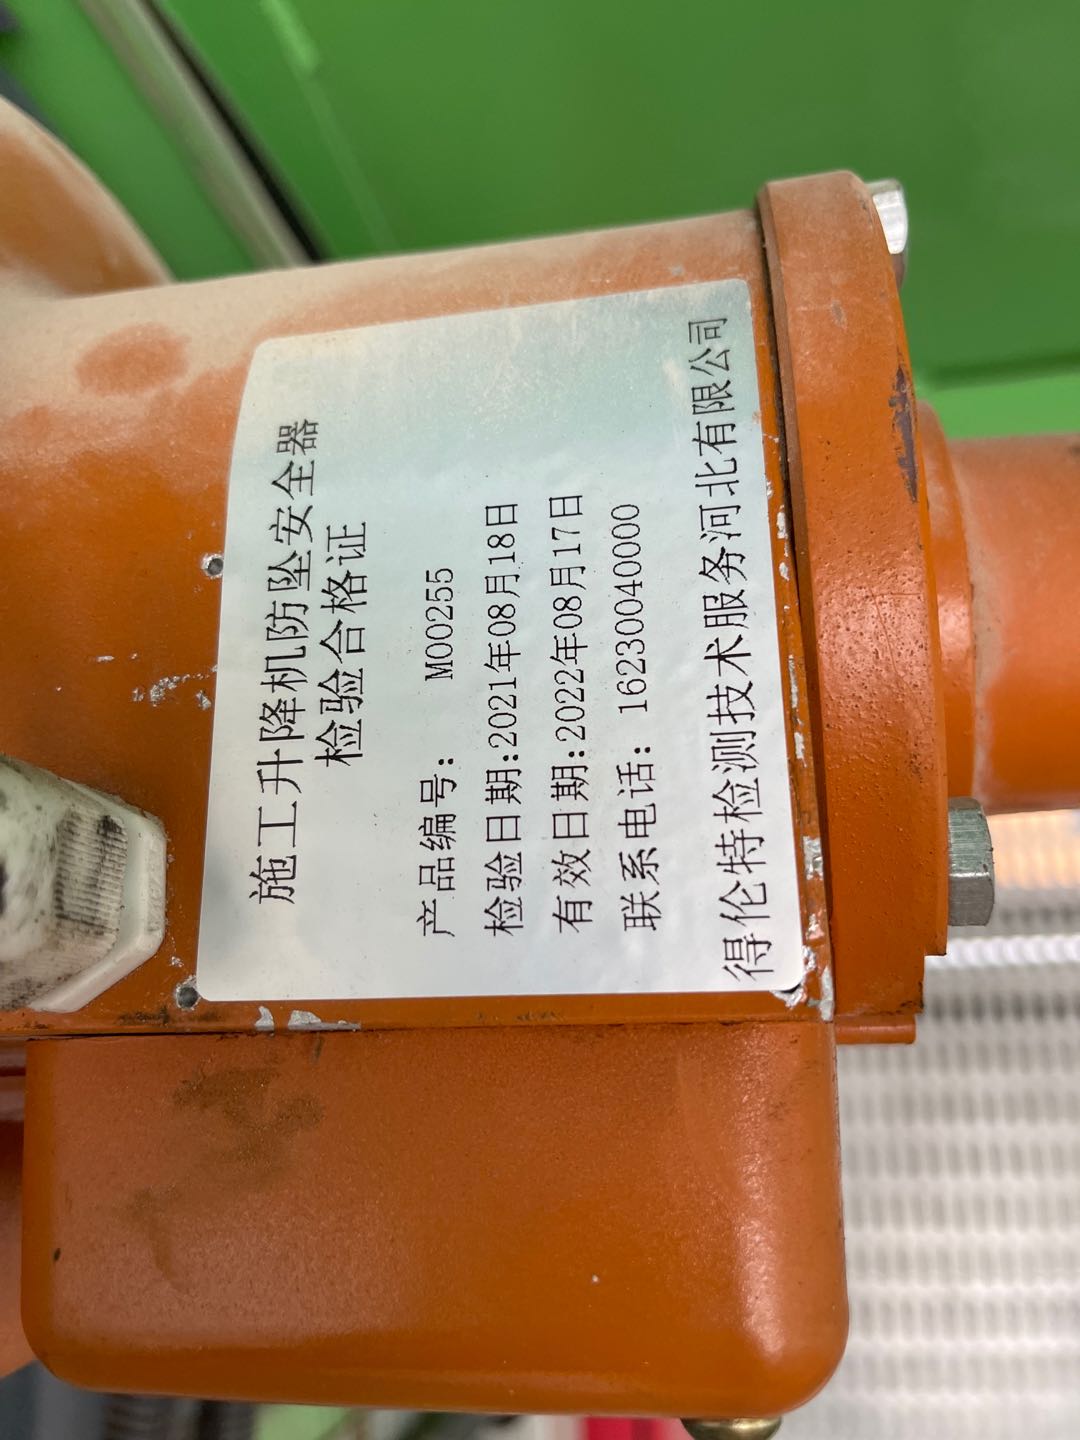 施工升降机防坠安全器
检验合格证
产品编号: M00255
检验日期:2021年08月18日
有效日期:2022年08月17日
联系电话: 16230040000
得伦特检测技术服务河北有限公司